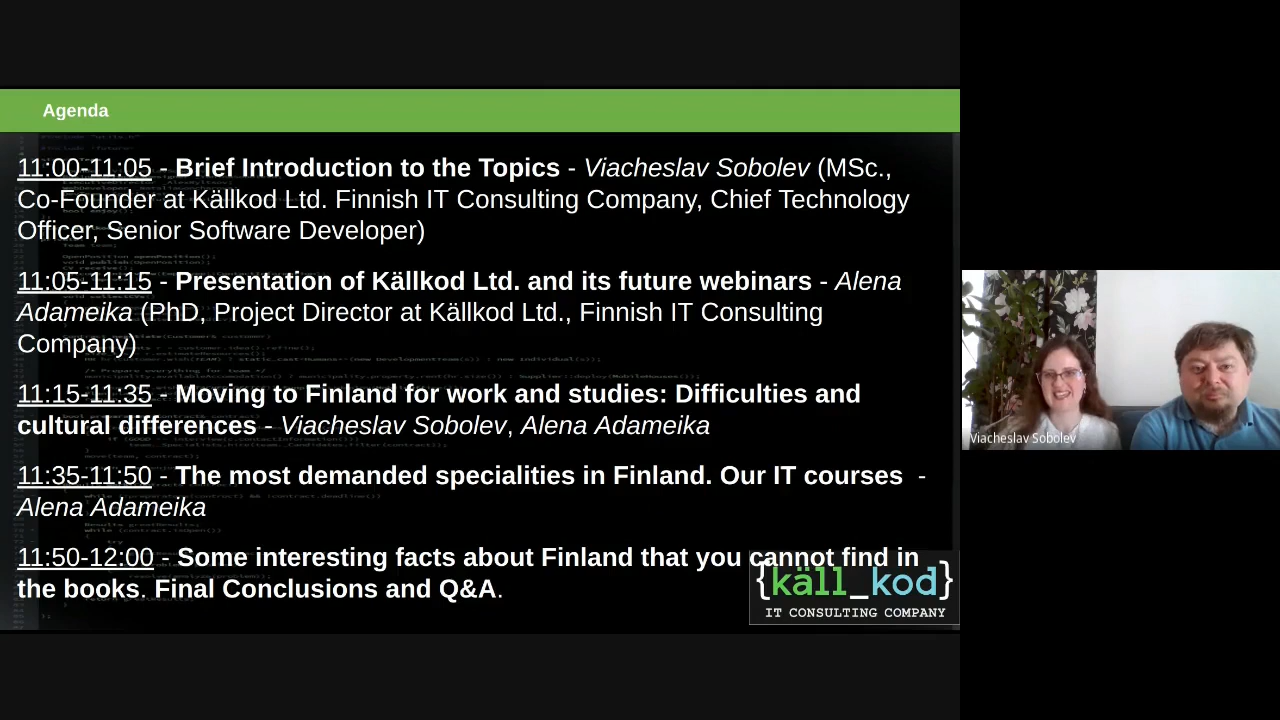 Agenda
11:00-11:05 - Brief Introduction to the Topics - Viacheslav Sobolev (MSc.,
Co-Founder at Källkod Ltd. Finnish IT Consulting Company, Chief Technology
Officer, Senior Software Developer)
11:05-11:15 - Presentation of Källkod Ltd. and its future webinars - Alena
Adameika (PhD, Project Director at Källkod Ltd., Finnish IT Consulting
Company)
11:15-11:35 - Moving to Finland for work and studies: Difficulties and
cultural differences - Viacheslav Sobolev, Alena Adameika
11:35-11:50 - The most demanded specialities in Finland. Our IT courses -
Alena Adameika
11:50-12:00 - Some interesting facts about Finland that you cannot find in
the books. Final Conclusions and Q&A.
{käll_kod}
IT CONSULTING COMPANY
Viacheslav Sobolev